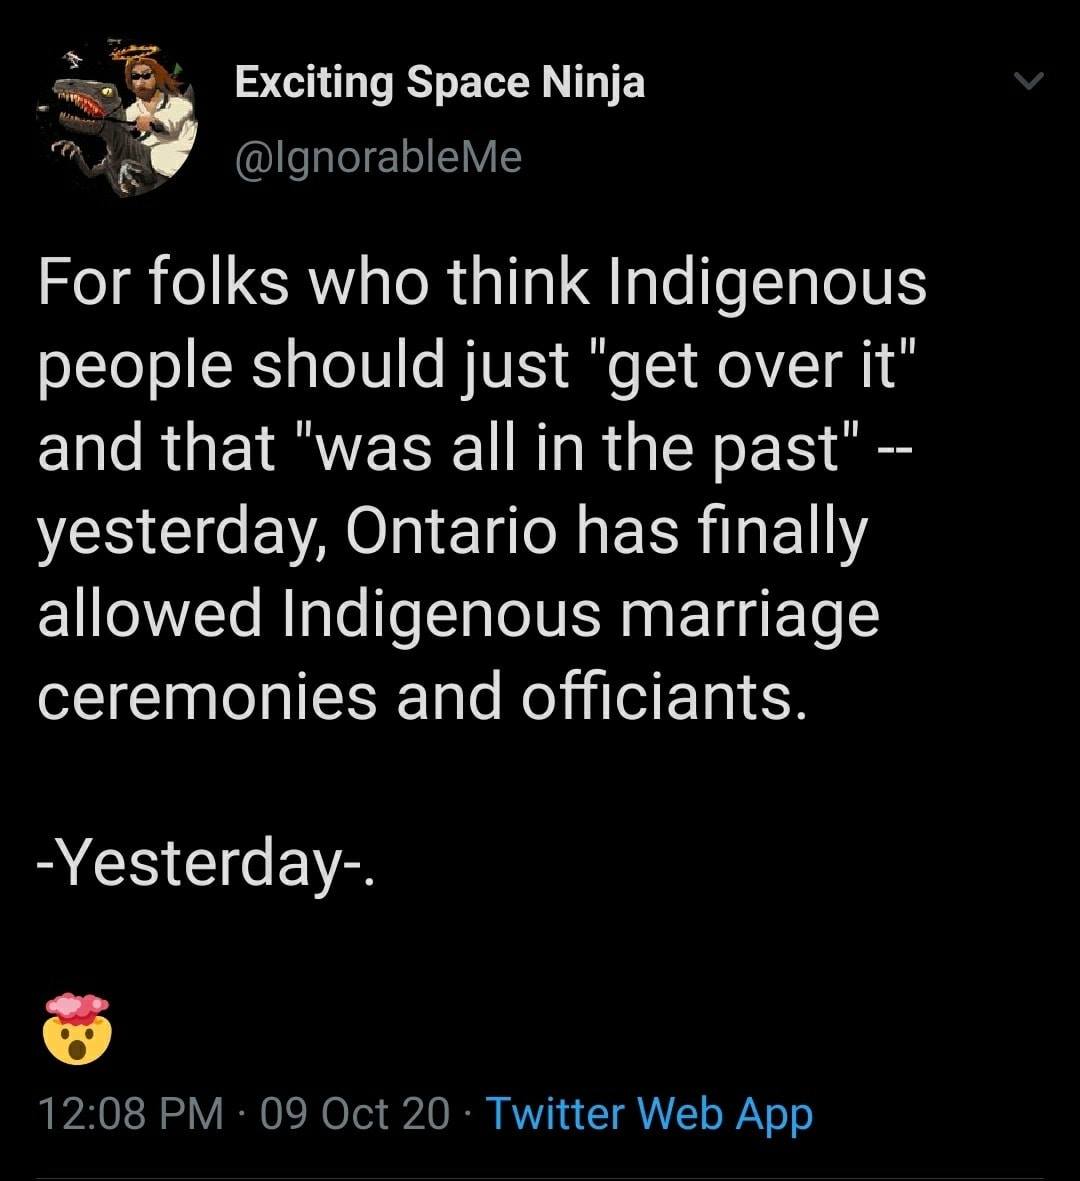 Exciting Space Ninja
@IgnorableMe
For folks who think Indigenous
people should just "get over it"
and that "was all in the past" --
yesterday, Ontario has finally
allowed Indigenous marriage
ceremonies and officiants.
-Yesterday-.
🤯
12:08 PM · 09 Oct 20 · Twitter Web App